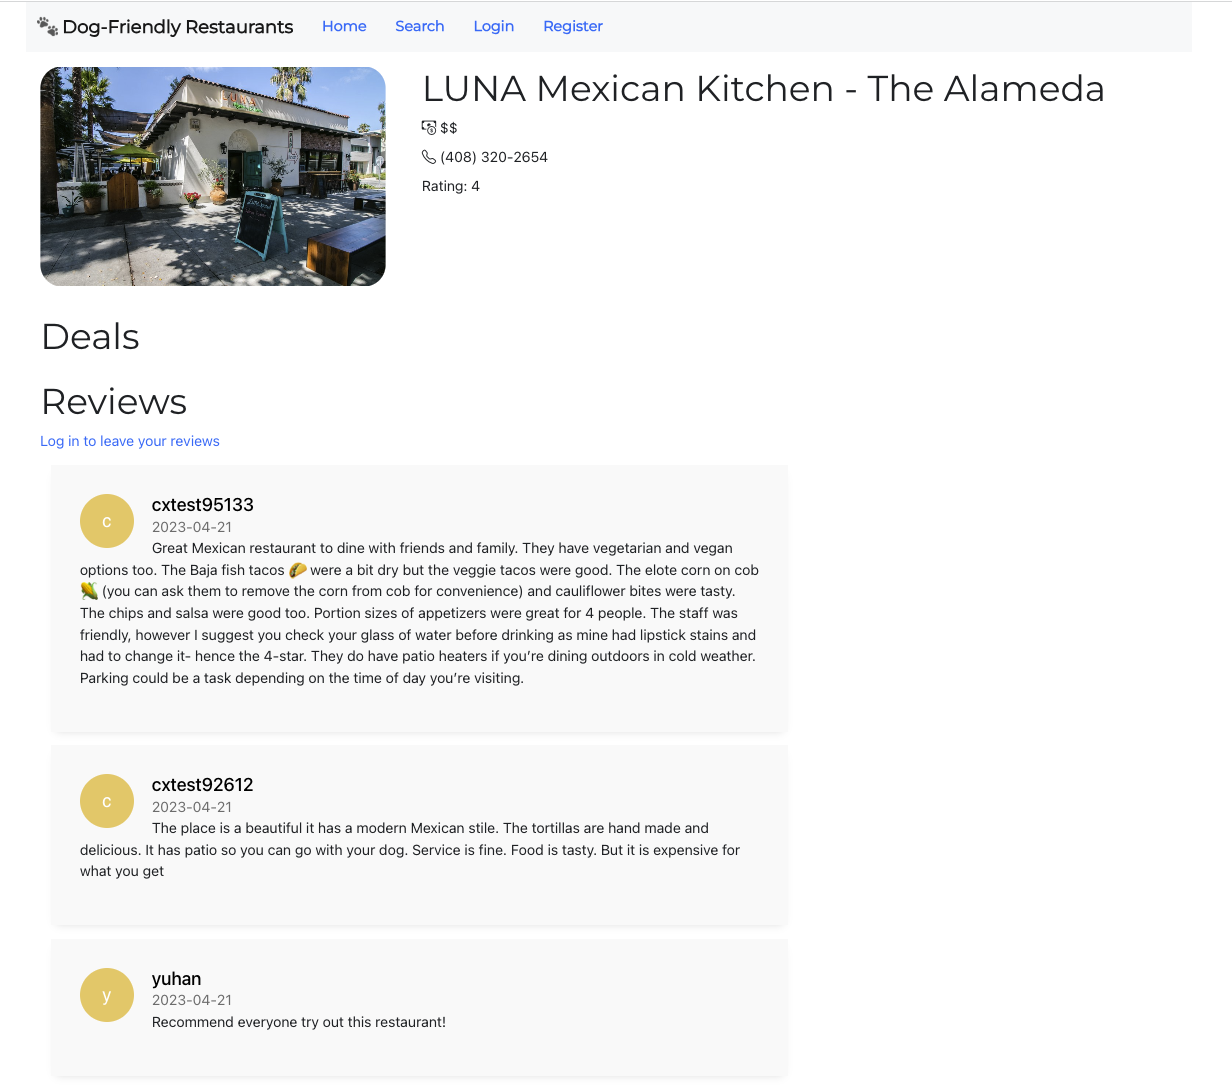 🐾 Dog-Friendly Restaurants Home Search Login Register
LUNA Mexican Kitchen - The Alameda
$$
(408) 320-2654
Rating: 4
Deals
Reviews
Log in to leave your reviews
c
cxtest95133
2023-04-21
Great Mexican restaurant to dine with friends and family. They have vegetarian and vegan
options too. The Baja fish tacos 🌮 were a bit dry but the veggie tacos were good. The elote corn on cob
🌽 (you can ask them to remove the corn from cob for convenience) and cauliflower bites were tasty.
The chips and salsa were good too. Portion sizes of appetizers were great for 4 people. The staff was
friendly, however I suggest you check your glass of water before drinking as mine had lipstick stains and
had to change it- hence the 4-star. They do have patio heaters if you’re dining outdoors in cold weather.
Parking could be a task depending on the time of day you’re visiting.
c
cxtest92612
2023-04-21
The place is a beautiful it has a modern Mexican stile. The tortillas are hand made and
delicious. It has patio so you can go with your dog. Service is fine. Food is tasty. But it is expensive for
what you get
y
yuhan
2023-04-21
Recommend everyone try out this restaurant!